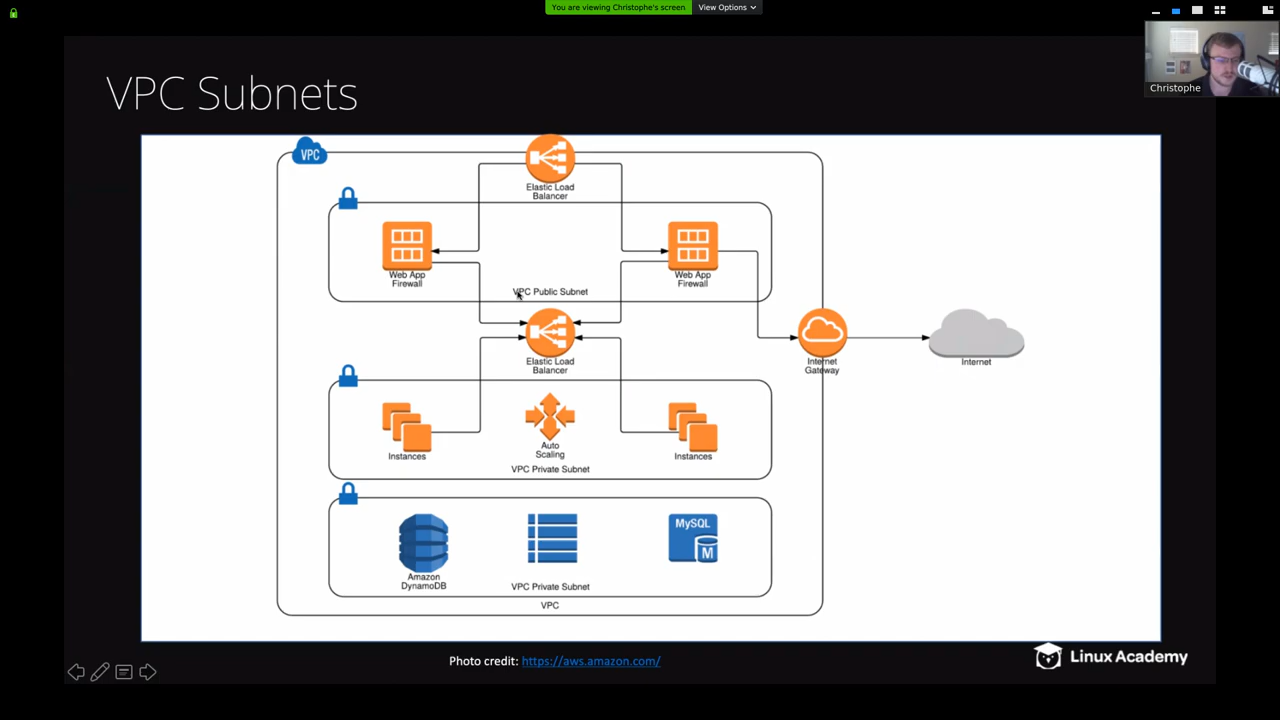 You are viewing Christophe's screen
View Options
Christophe
VPC Subnets
VPC
Elastic Load
Balancer
Web App
Firewall
Web App
Firewall
VPC Public Subnet
Elastic Load
Balancer
Internet
Gateway
Internet
Instances
Auto
Scaling
Instances
VPC Private Subnet
MySQL
M
Amazon
DynamoDB
VPC Private Subnet
VPC
Photo credit: https://aws.amazon.com/
Linux Academy